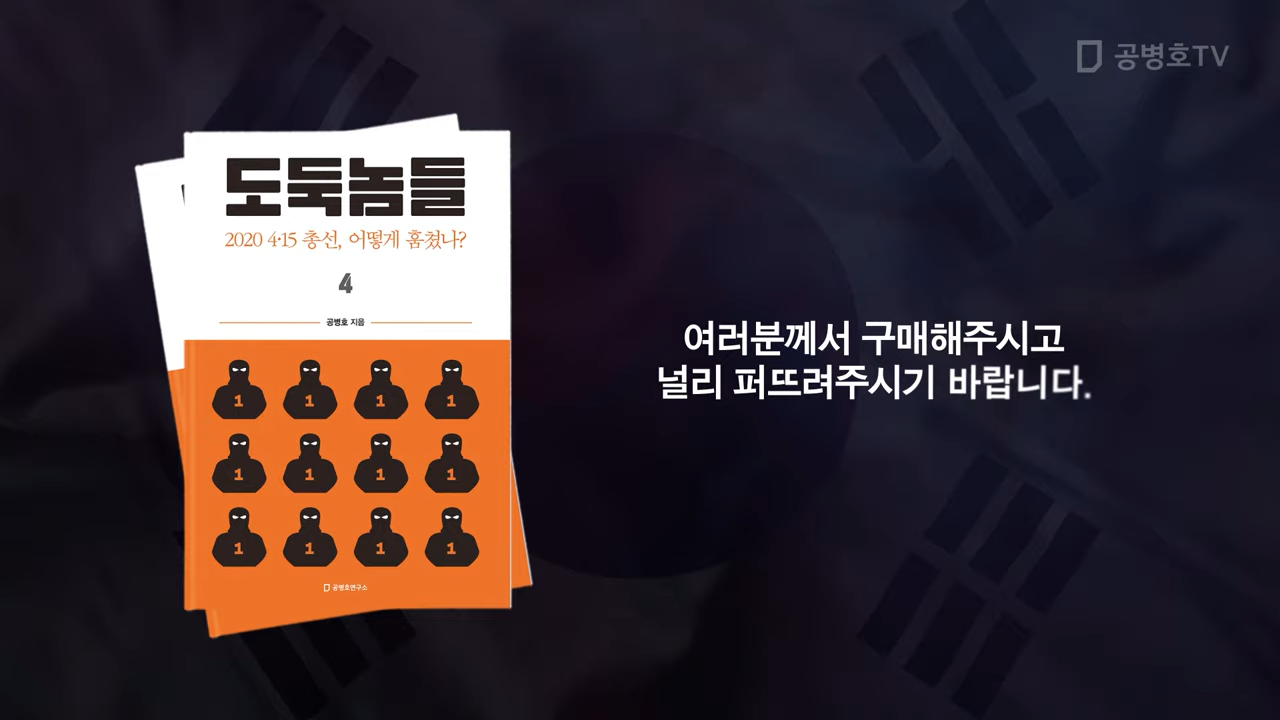 공병호TV
도둑놈들
2020 4·15 총선, 어떻게 훔쳤나?
4
공병호 지음
1 1 1 1
1 1 1 1
1 1 1 1
공병호연구소
여러분께서 구매해주시고
널리 퍼뜨려주시기 바랍니다.